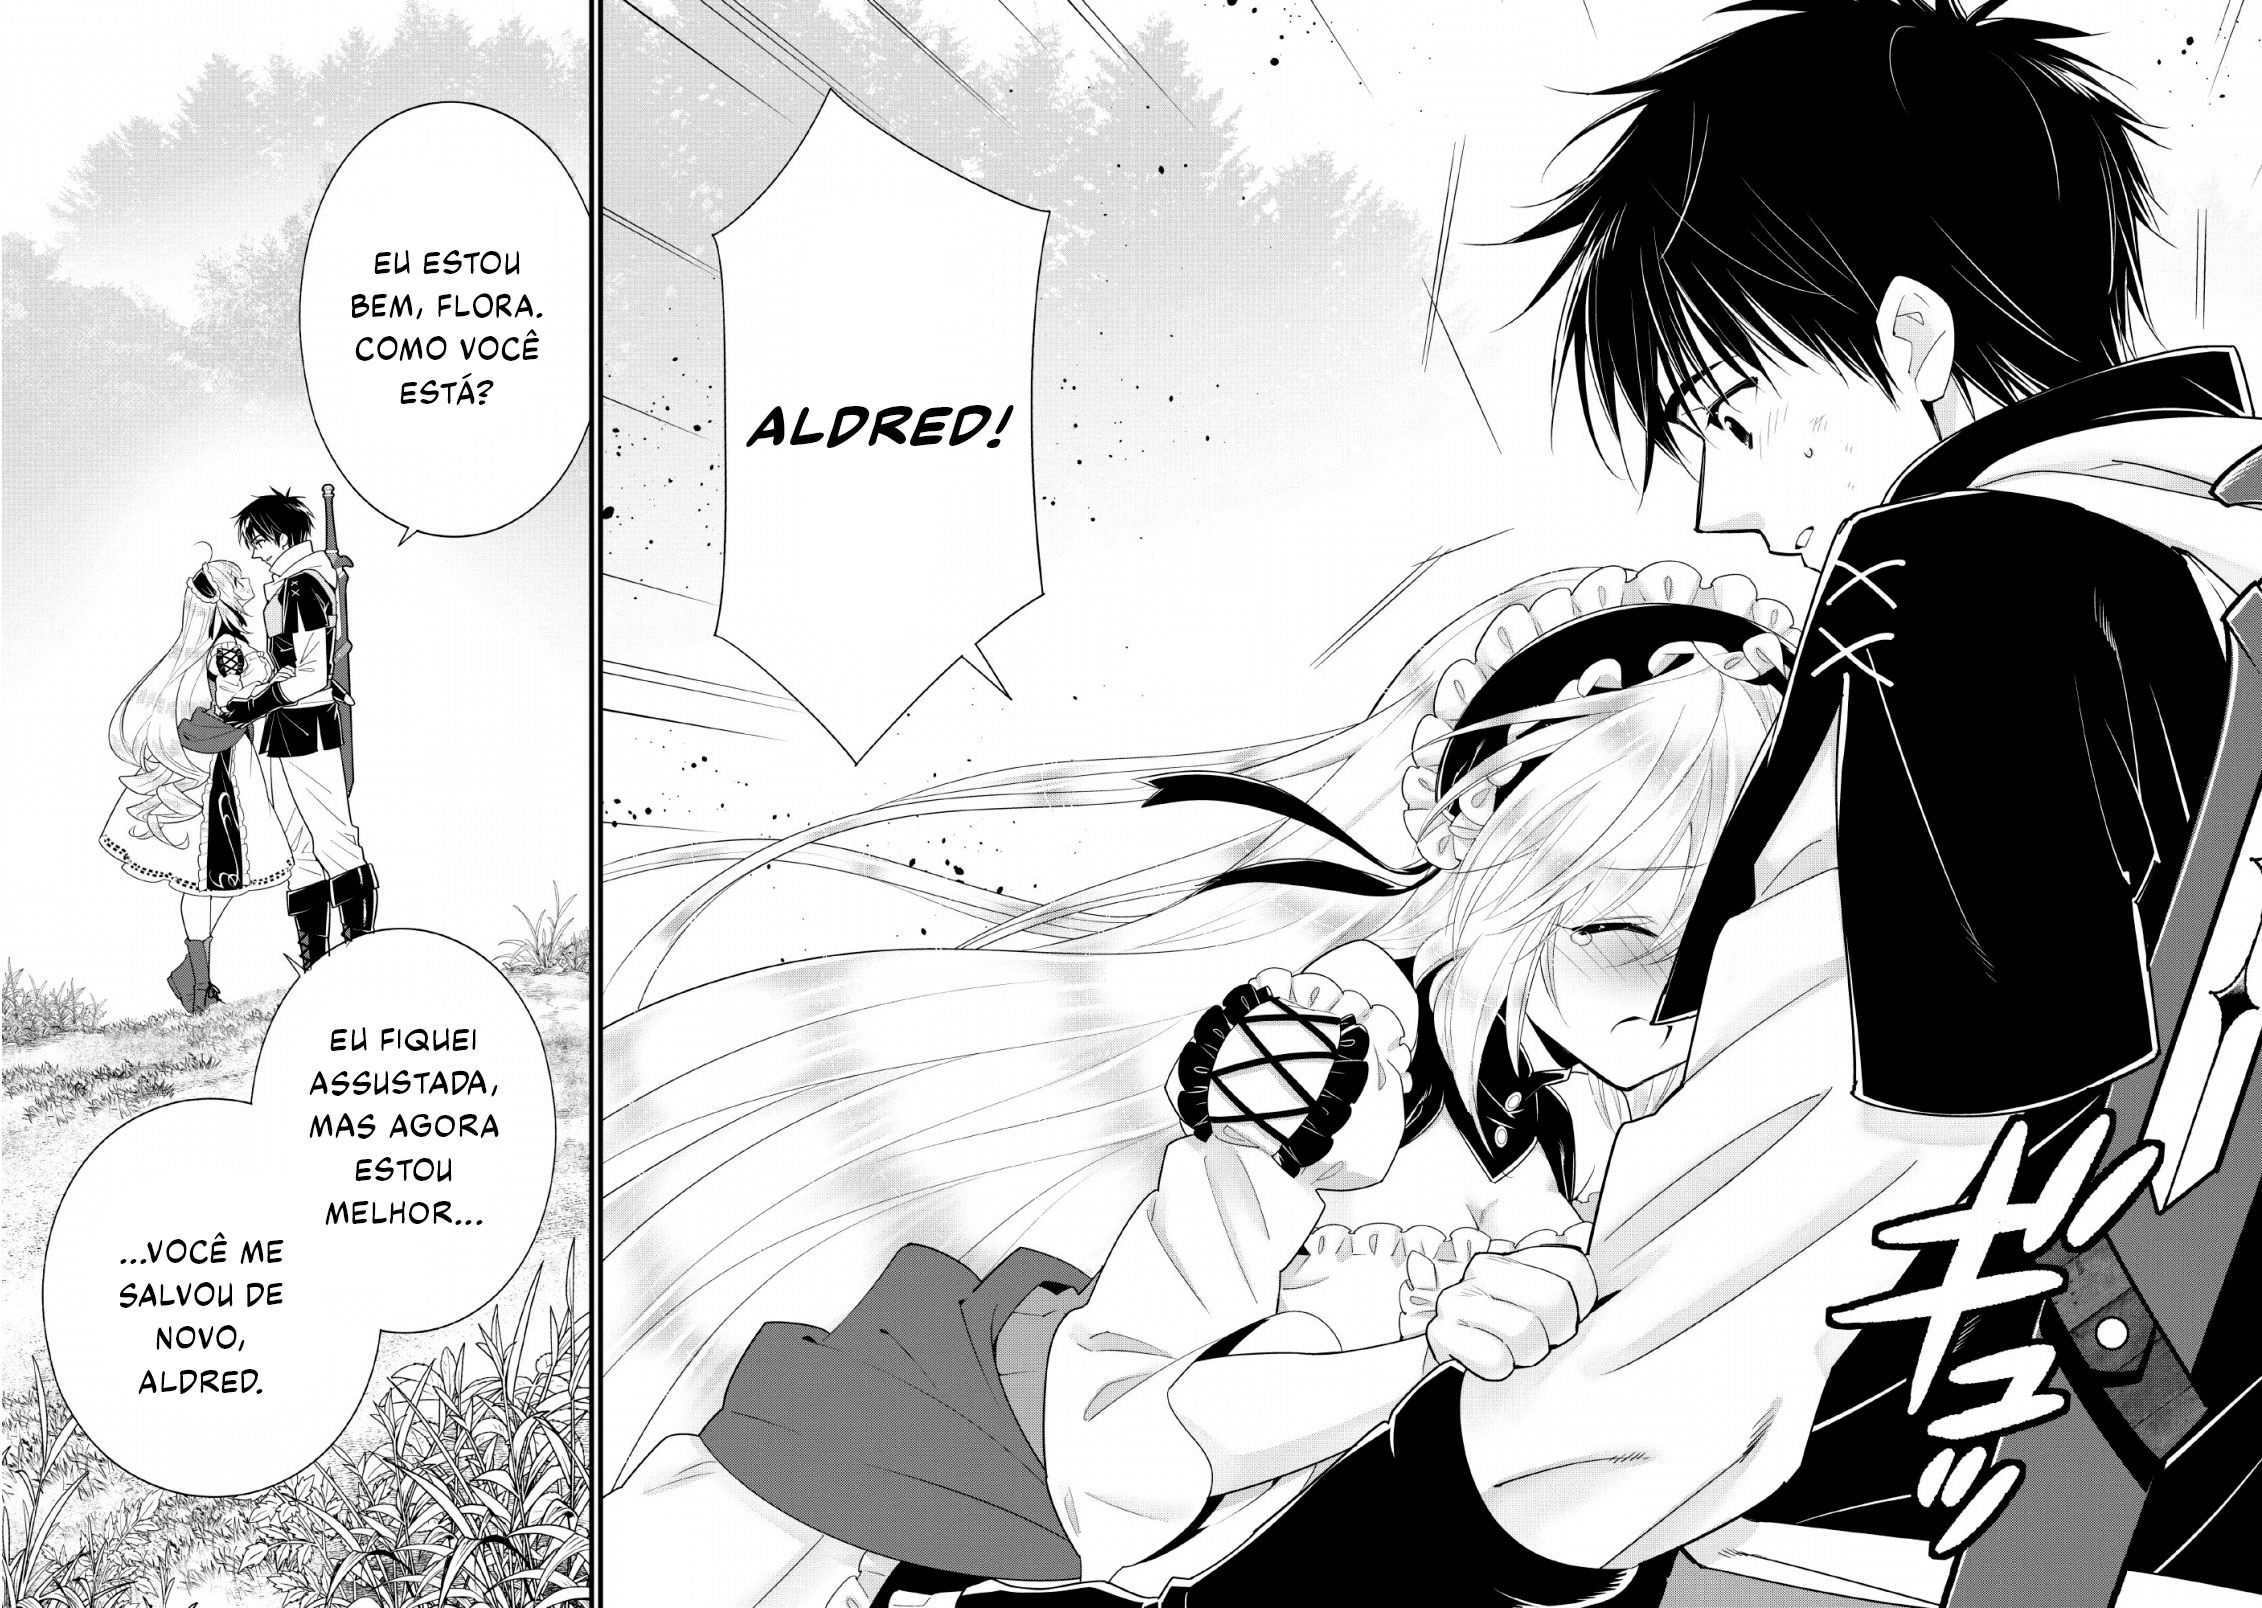 ALDRED!
ギュッ
EU ESTOU
BEM, FLORA.
COMO VOCÊ
ESTÁ?
EU FIQUEI
ASSUSTADA,
MAS AGORA
ESTOU
MELHOR...
...VOCÊ ME
SALVOU DE
NOVO,
ALDRED.